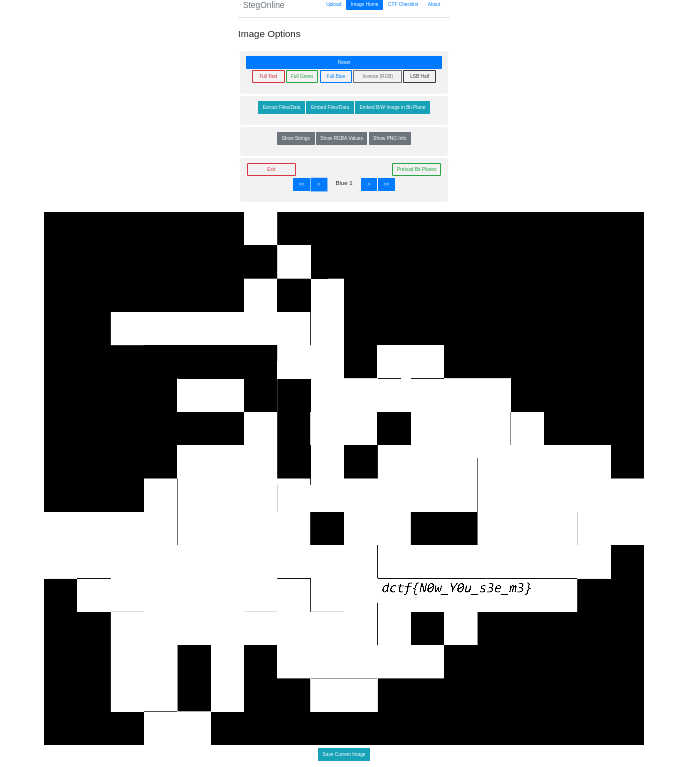 StegOnline
Upload Image Home CTF Checklist About
Image Options
Reset
Full Red Full Green Full Blue Inverse (RGB) LSB Half
Extract Files/Data Embed Files/Data Embed B/W Image in Bit Plane
Show Strings Show RGBA Values Show PNG Info
Exit Preload Bit Planes
<< < Blue 1 > >>
dctf{N0w_Y0u_s3e_m3}
Save Current Image